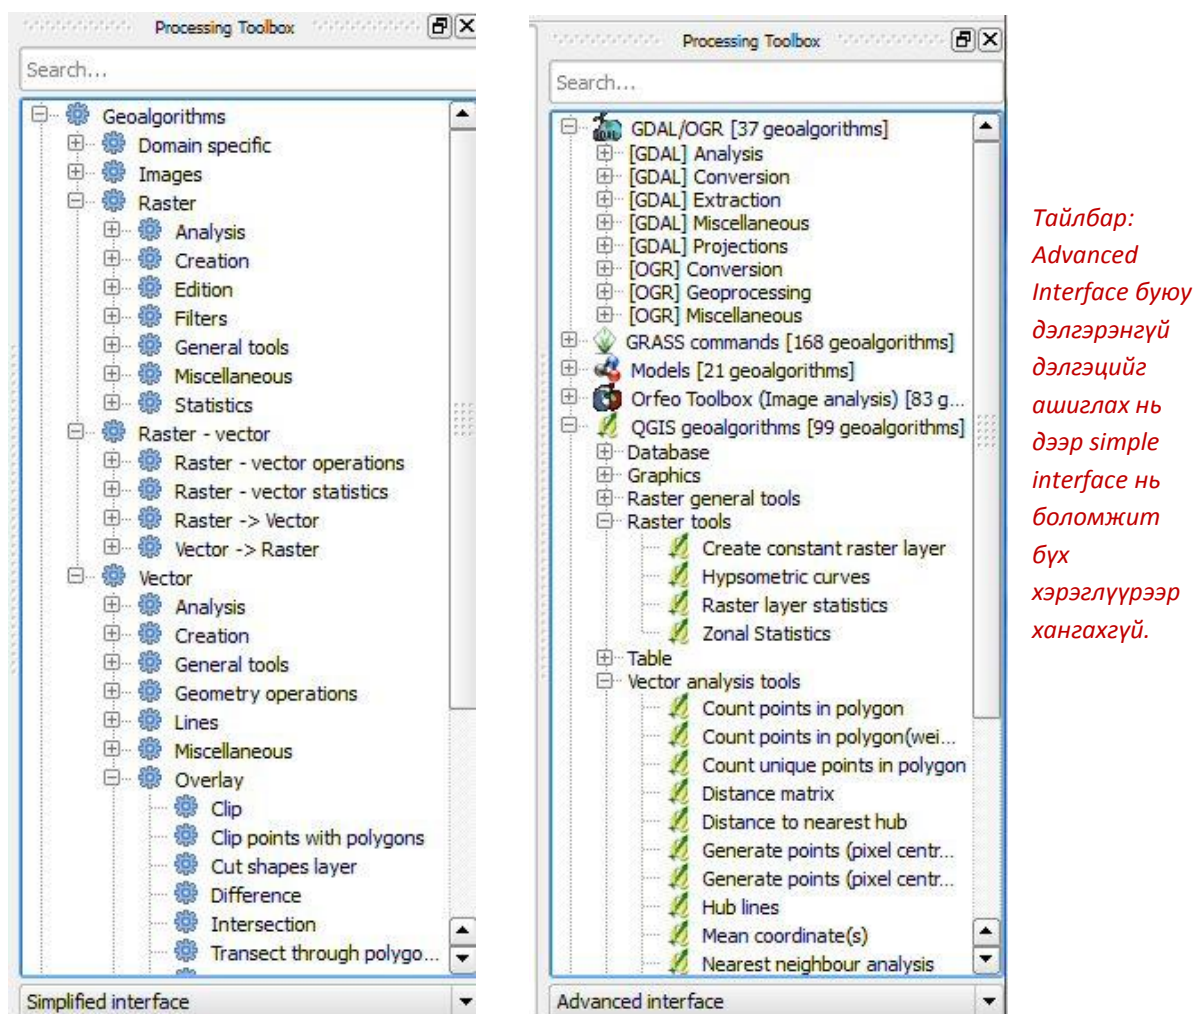 Processing Toolbox
Search...
Geoalgorithms
Domain specific
Images
Raster
Analysis
Creation
Edition
Filters
General tools
Miscellaneous
Statistics
Raster - vector
Raster - vector operations
Raster - vector statistics
Raster -> Vector
Vector -> Raster
Vector
Analysis
Creation
General tools
Geometry operations
Lines
Miscellaneous
Overlay
Clip
Clip points with polygons
Cut shapes layer
Difference
Intersection
Transect through polygo...
Simplified interface
Processing Toolbox
Search...
GDAL/OGR [37 geoalgorithms]
[GDAL] Analysis
[GDAL] Conversion
[GDAL] Extraction
[GDAL] Miscellaneous
[GDAL] Projections
[OGR] Conversion
[OGR] Geoprocessing
[OGR] Miscellaneous
GRASS commands [168 geoalgorithms]
Models [21 geoalgorithms]
Orfeo Toolbox (Image analysis) [83 g...
QGIS geoalgorithms [99 geoalgorithms]
Database
Graphics
Raster general tools
Raster tools
Create constant raster layer
Hypsometric curves
Raster layer statistics
Zonal Statistics
Table
Vector analysis tools
Count points in polygon
Count points in polygon(wei...
Count unique points in polygon
Distance matrix
Distance to nearest hub
Generate points (pixel centr...
Generate points (pixel centr...
Hub lines
Mean coordinate(s)
Nearest neighbour analysis
Advanced interface
Тайлбар:
Advanced
Interface буюу
дэлгэрэнгүй
дэлгэцийг
ашиглах нь
дээр simple
interface нь
боломжит
бүх
хэрэглүүрээр
хангахгүй.